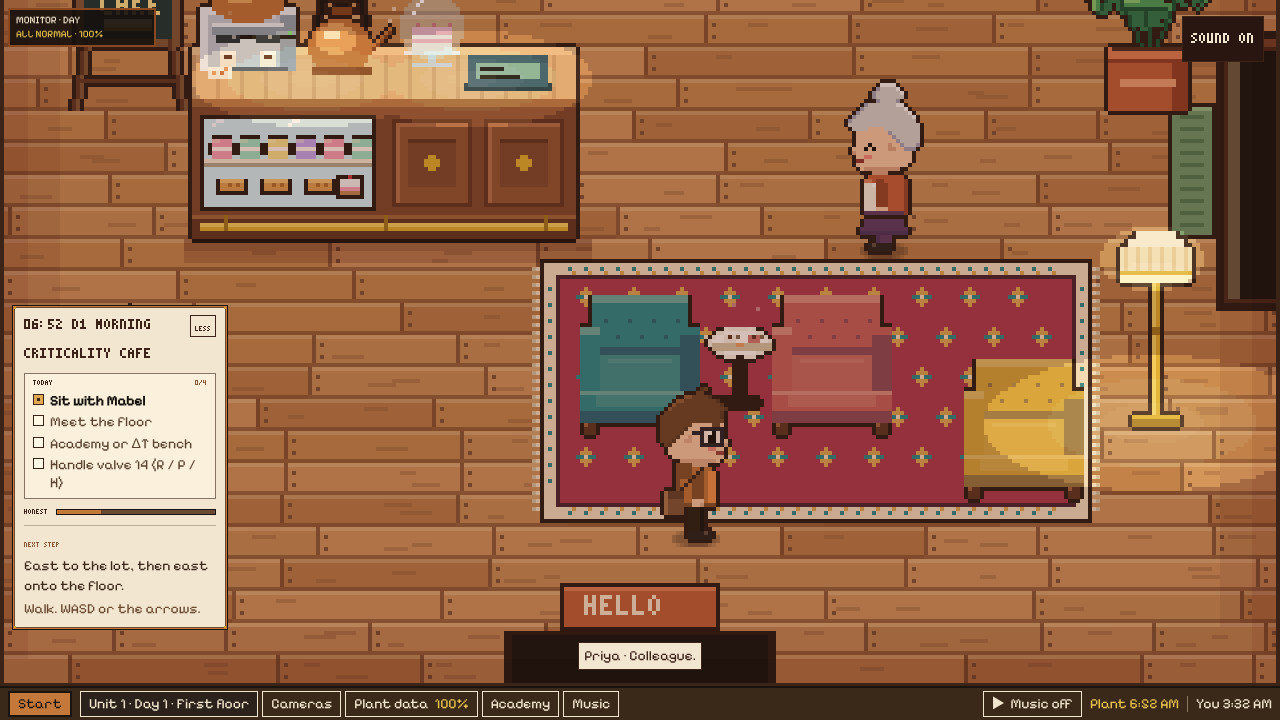 MONITOR · DAY
ALL NORMAL · 100%
SOUND ON
06:52 D1 MORNING
LESS
CRITICALITY CAFE
TODAY
0/4
Sit with Mabel
Meet the floor
Academy or ΔT bench
Handle valve 14 (R / P /
H)
HONEST
NEXT STEP
East to the lot, then east
onto the floor.
Walk. WASD or the arrows.
HELLO
Priya · Colleague.
Start
Unit 1 · Day 1 · First floor
Cameras
Plant data 100%
Academy
Music
Music off
Plant 6:52 AM
You 3:32 AM